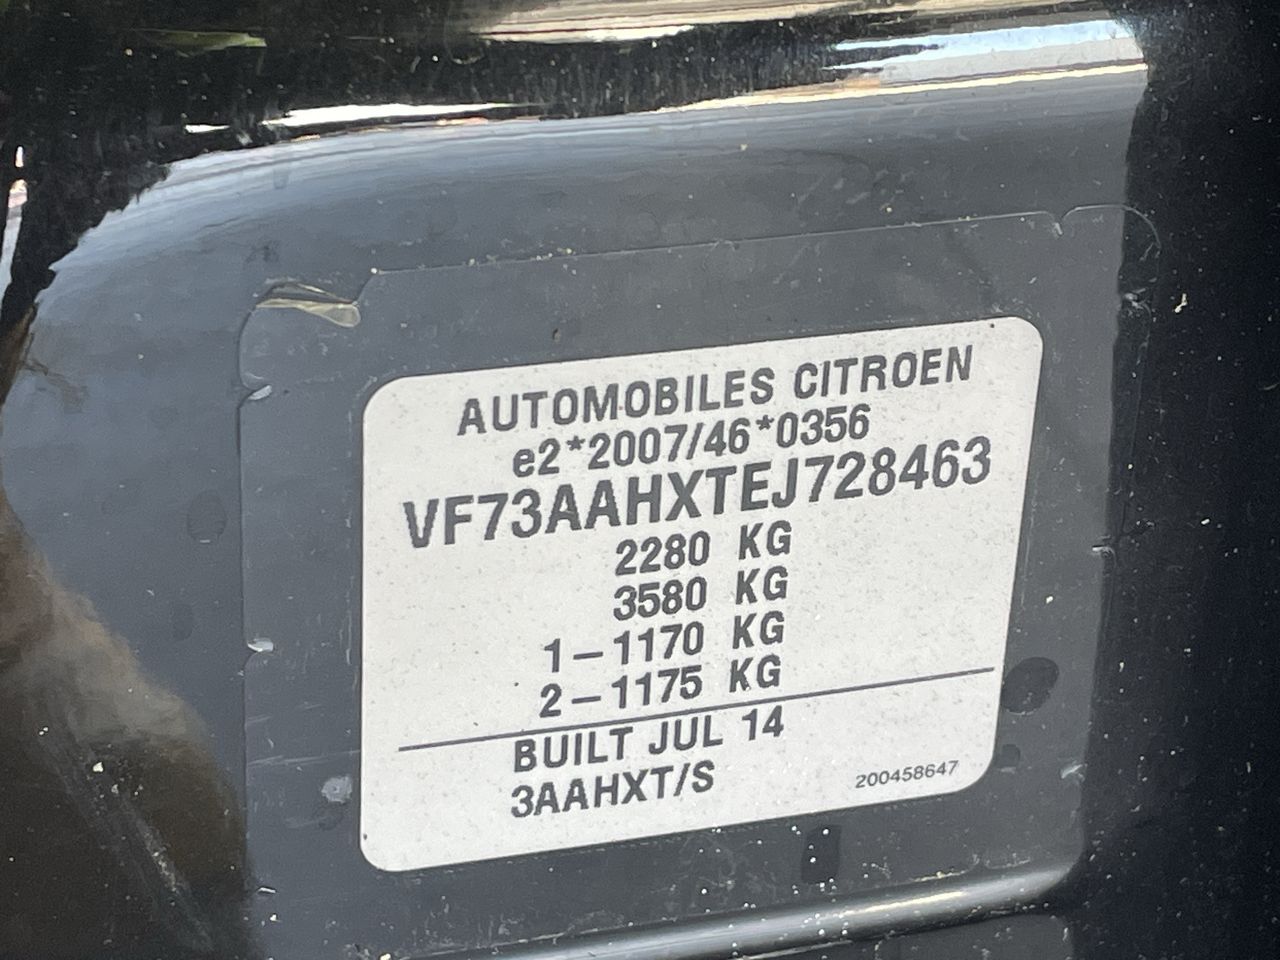 AUTOMOBILES CITROEN
e2*2007/46*0356
VF73AAHXTEJ728463
2280 KG
3580 KG
1-1170 KG
2-1175 KG
BUILT JUL 14
3AAHXT/S
200458647